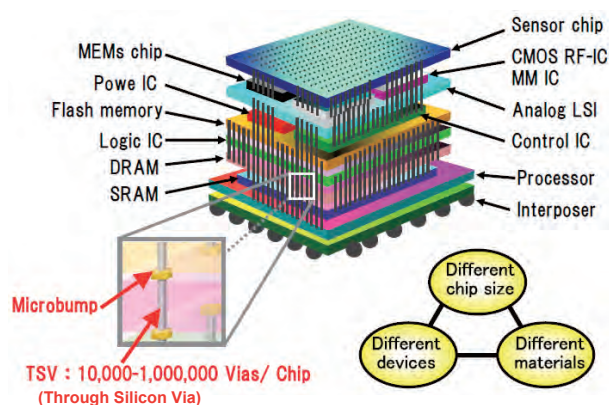 MEMs chip
Powe IC
Flash memory
Logic IC
DRAM
SRAM
Sensor chip
CMOS RF-IC
MM IC
Analog LSI
Control IC
Processor
Interposer
Microbump
TSV : 10,000-1,000,000 Vias/ Chip
(Through Silicon Via)
Different
chip size
Different
devices
Different
materials